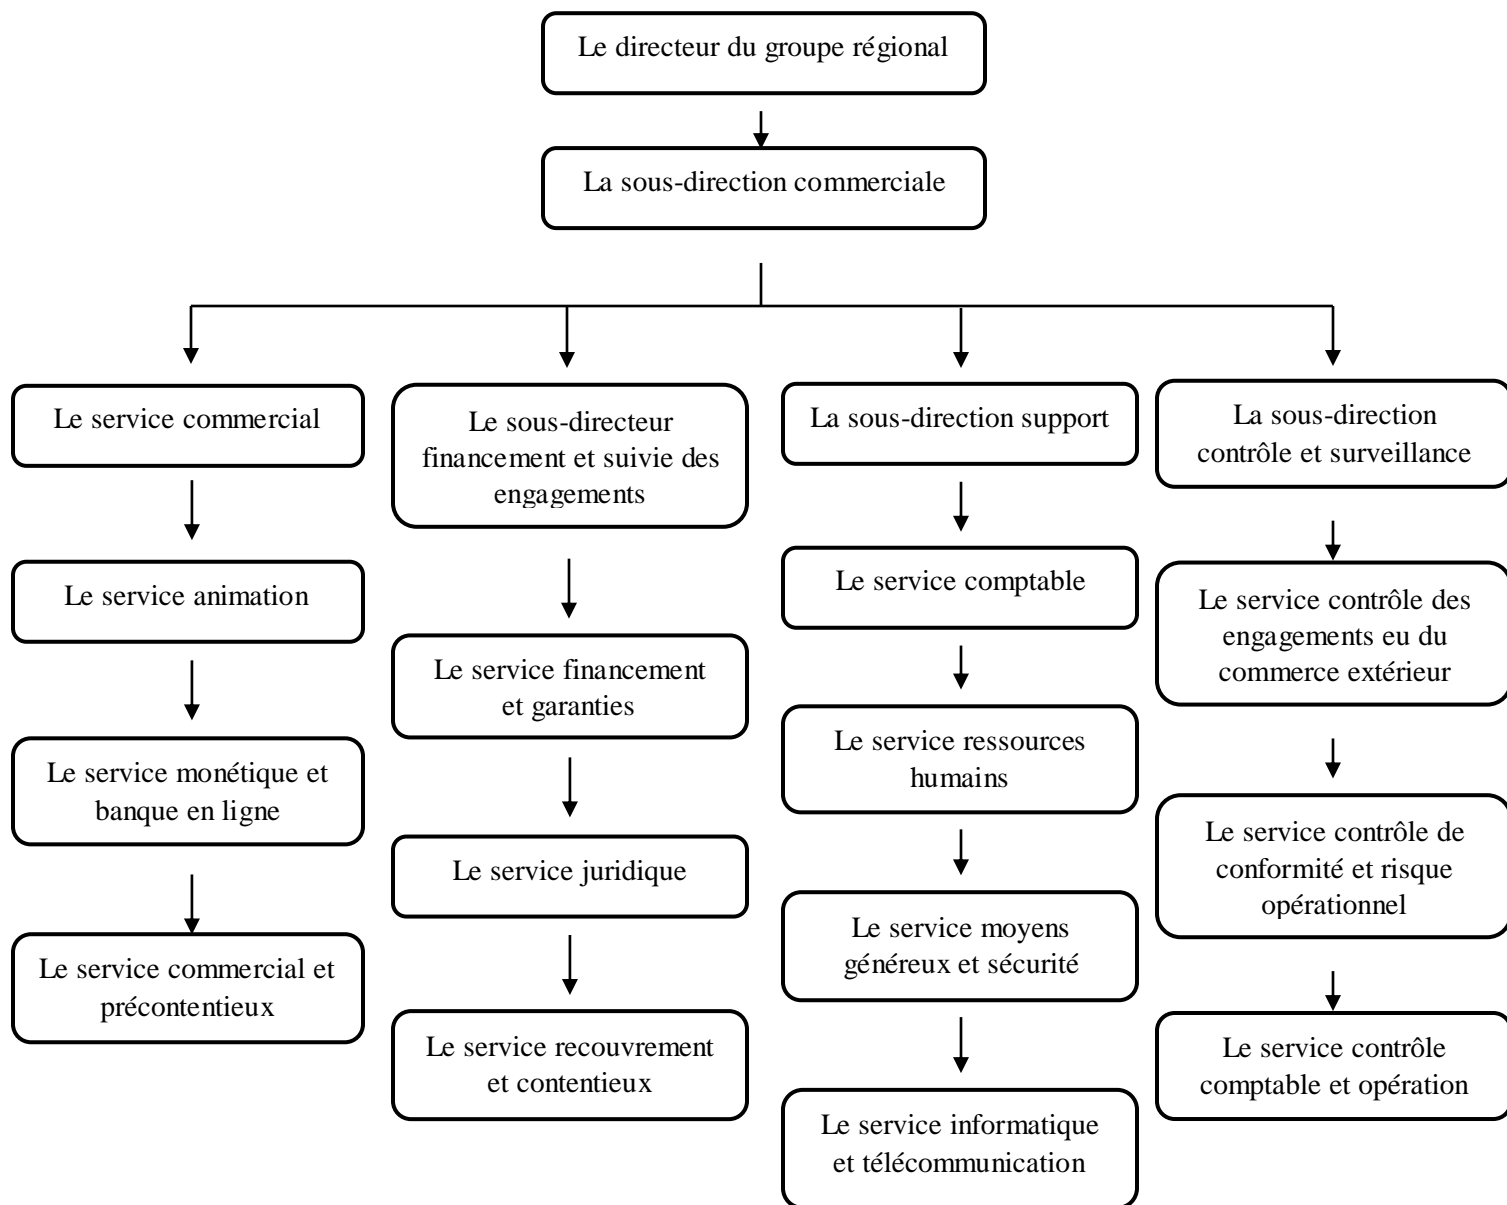 Le directeur du groupe régional
La sous-direction commerciale
Le service commercial
Le service animation
Le service monétique et
banque en ligne
Le service commercial et
précontentieux
Le sous-directeur
financement et suivie des
engagements
Le service financement
et garanties
Le service juridique
Le service recouvrement
et contentieux
La sous-direction support
Le service comptable
Le service ressources
humains
Le service moyens
généreux et sécurité
Le service informatique
et télécommunication
La sous-direction
contrôle et surveillance
Le service contrôle des
engagements eu du
commerce extérieur
Le service contrôle de
conformité et risque
opérationnel
Le service contrôle
comptable et opération